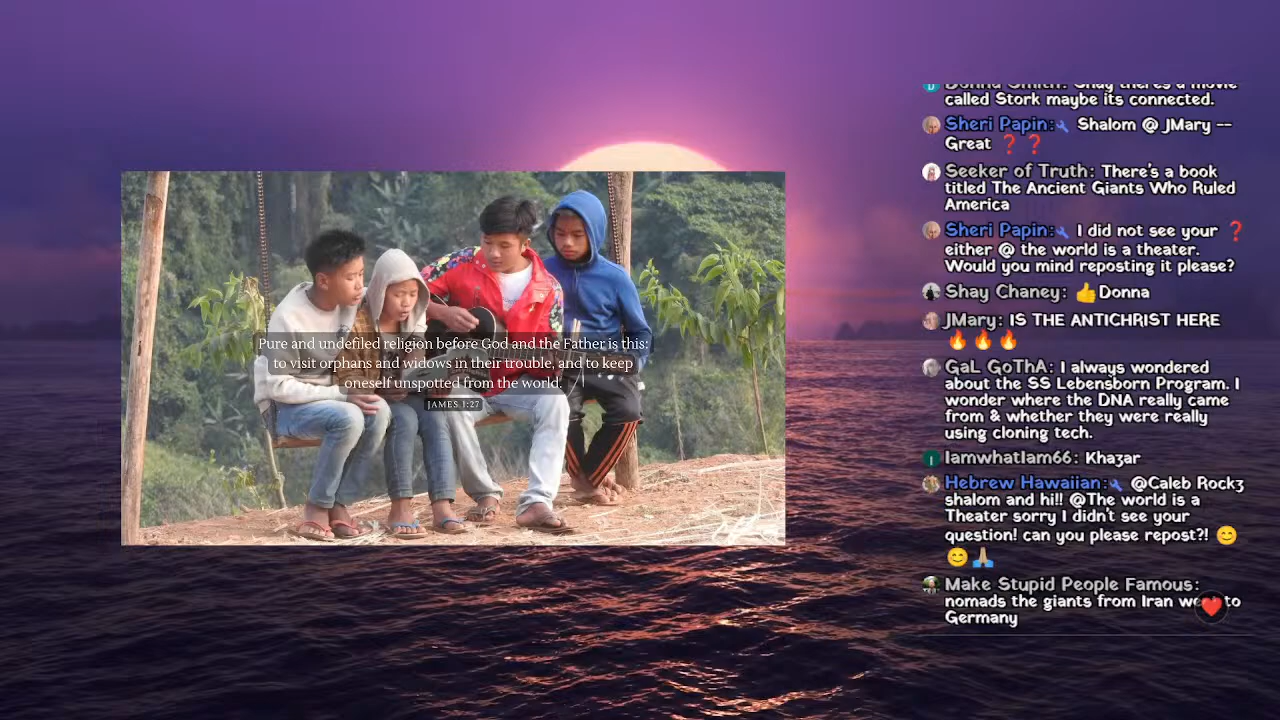 Pure and undefiled religion before God and the Father is this:
to visit orphans and widows in their trouble, and to keep
oneself unspotted from the world.
JAMES 1:27
D Donna Smith: Shay there's a movie
called Stork maybe its connected.
Sheri Papin: Shalom @ JMary --
Great ❓ ❓
Seeker of Truth: There's a book
titled The Ancient Giants Who Ruled
America
Sheri Papin: I did not see your ❓
either @ the world is a theater.
Would you mind reposting it please?
Shay Chaney: 👍Donna
JMary: IS THE ANTICHRIST HERE
🔥🔥🔥
GaL GoThA: I always wondered
about the SS Lebensborn Program. I
wonder where the DNA really came
from & whether they were really
using cloning tech.
I IamwhatIam66: Khazar
Hebrew Hawaiian: @Caleb Rockz
shalom and hi!! @The world is a
Theater sorry I didn't see your
question! can you please repost?! 😊
😊🙏🏼
Make Stupid People Famous:
nomads the giants from Iran to
Germany